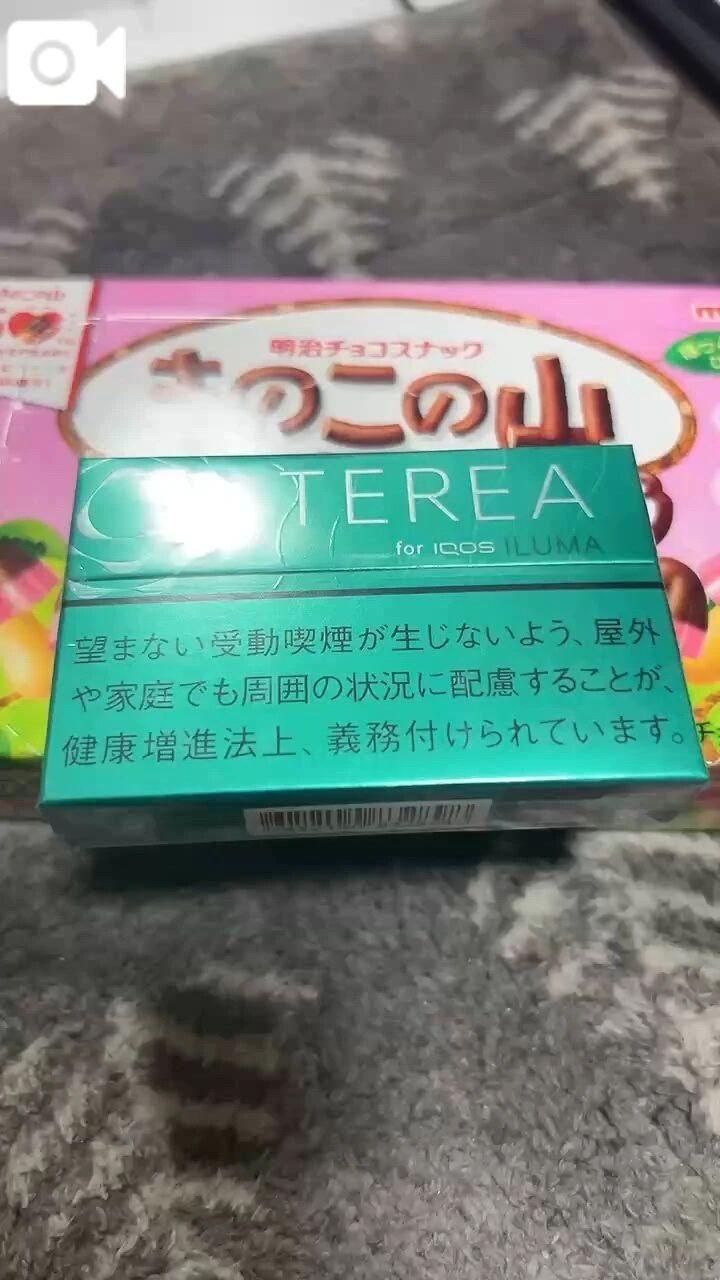 明治チョコスナック
きのこの山
TEREA
for IQOS ILUMA
望まない受動喫煙が生じないよう、屋外
や家庭でも周囲の状況に配慮することが、
健康増進法上、義務付けられています。